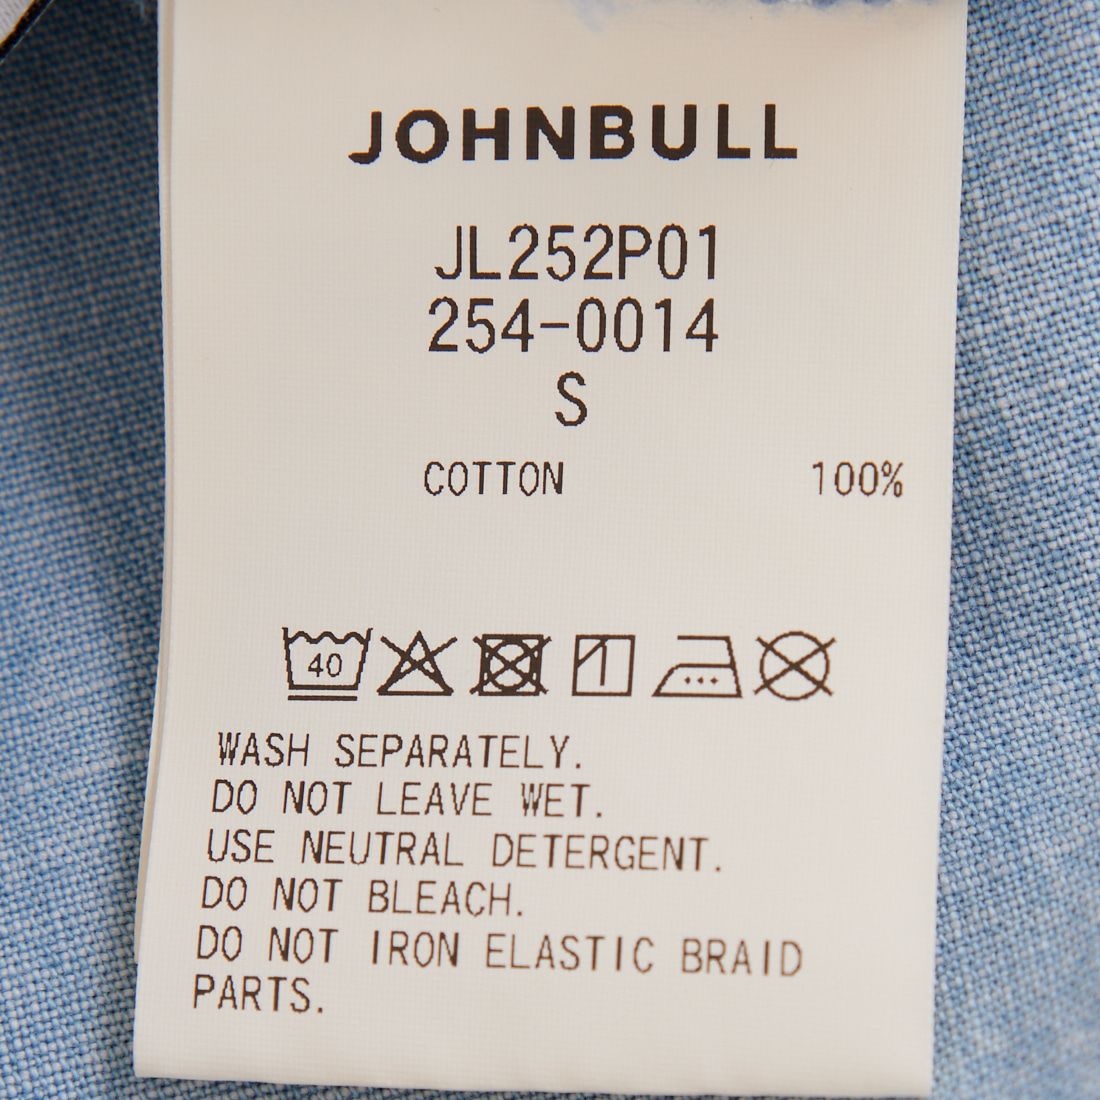 JOHNBULL
JL252P01
254-0014
S
COTTON 100%
40
WASH SEPARATELY.
DO NOT LEAVE WET.
USE NEUTRAL DETERGENT.
DO NOT BLEACH.
DO NOT IRON ELASTIC BRAID
PARTS.